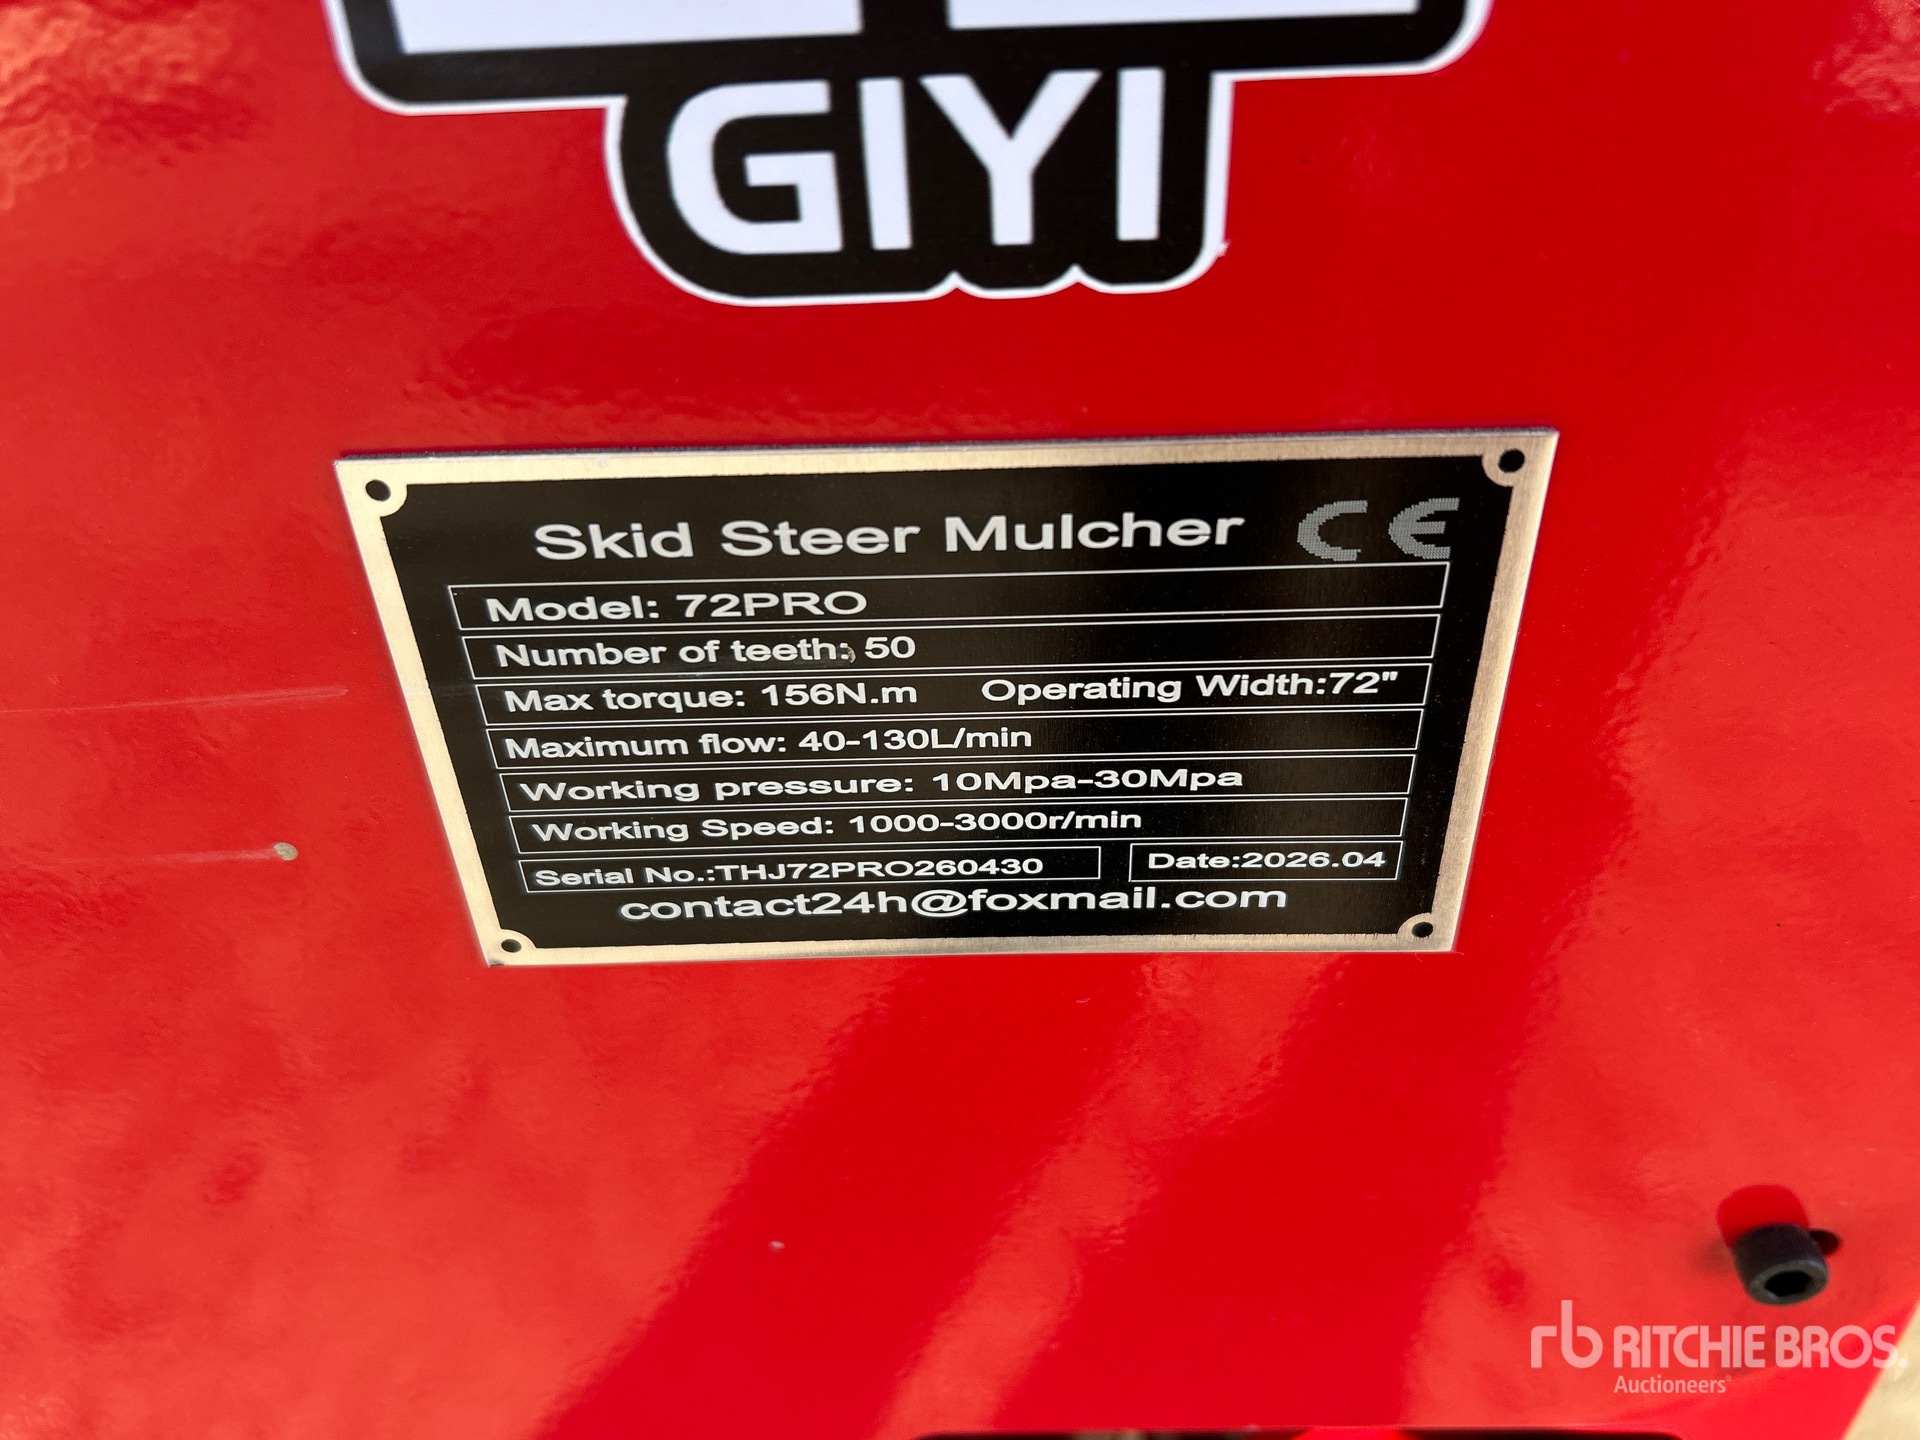 GIYI
Skid Steer Mulcher CE
Model: 72PRO
Number of teeth: 50
Max torque: 156N.m Operating Width:72"
Maximum flow: 40-130L/min
Working pressure: 10Mpa-30Mpa
Working Speed: 1000-3000r/min
Serial No.:THJ72PRO260430 Date:2026.04
contact24h@foxmail.com
rb RITCHIE BROS.
Auctioneers